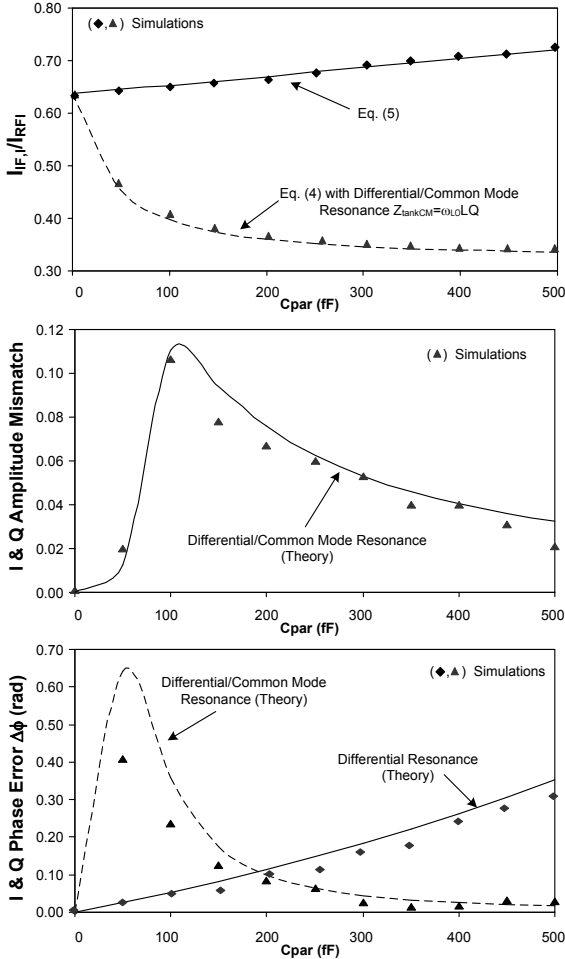 0.80
0.70
0.60
0.50
0.40
0.30
I_IF,I/I_RFI
(◆,▲) Simulations
Eq. (5)
Eq. (4) with Differential/Common Mode
Resonance Z_tankCM=ω_LO LQ
0 100 200 300 400 500
Cpar (fF)
0.12
0.10
0.08
0.06
0.04
0.02
0.00
I & Q Amplitude Mismatch
(▲) Simulations
Differential/Common Mode Resonance
(Theory)
0 100 200 300 400 500
Cpar (fF)
0.70
0.60
0.50
0.40
0.30
0.20
0.10
0.00
I & Q Phase Error Δϕ (rad)
Differential/Common Mode
Resonance (Theory)
(◆,▲) Simulations
Differential Resonance
(Theory)
0 100 200 300 400 500
Cpar (fF)